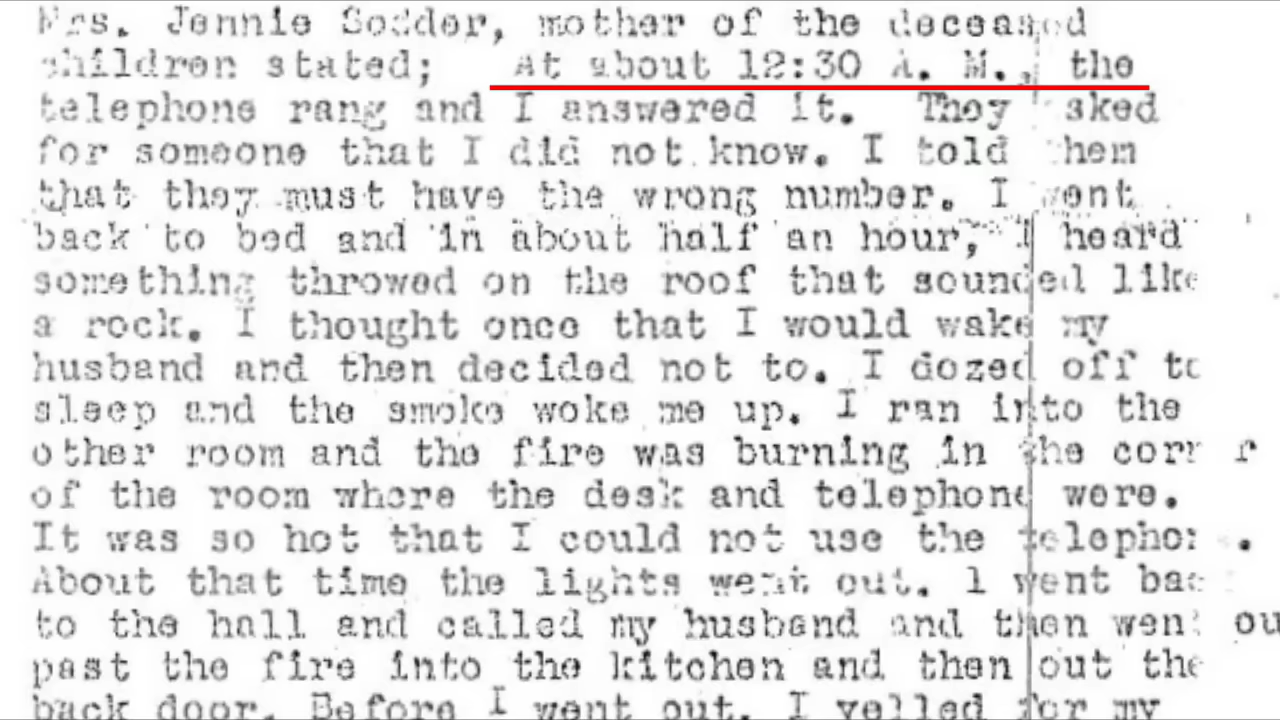 Mrs. Jennie Sodder, mother of the deceased
children stated; At about 12:30 A. M., the
telephone rang and I answered it. They asked
for someone that I did not know. I told them
that they must have the wrong number. I went
back to bed and in about half an hour, I heard
something throwed on the roof that sounded like
a rock. I thought once that I would wake my
husband and then decided not to. I dozed off to
sleep and the smoke woke me up. I ran into the
other room and the fire was burning in the corner
of the room where the desk and telephone were.
It was so hot that I could not use the telephone.
About that time the lights went out. I went back
to the hall and called my husband and then went ou
past the fire into the kitchen and then out the
back door. Before I went out, I yelled for my